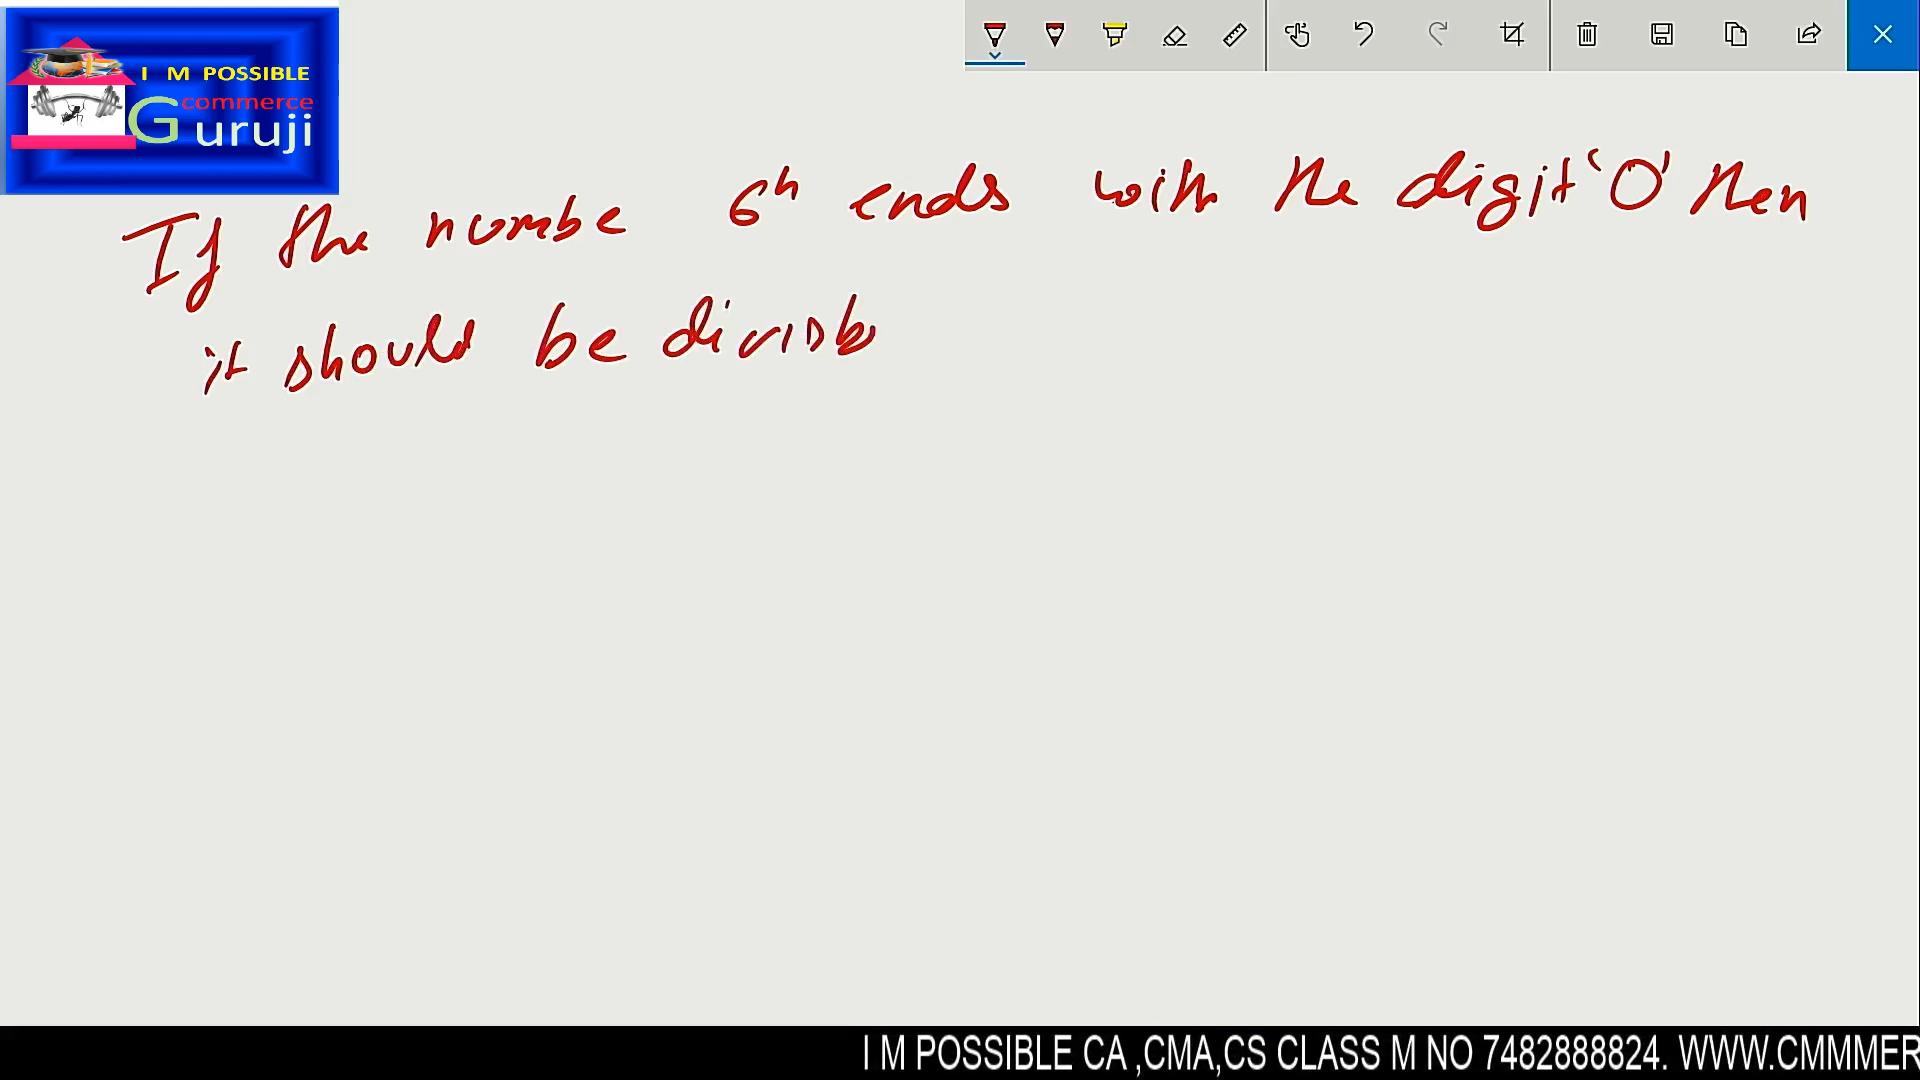 I M POSSIBLE
commerce
Guruji
If the numbe 6ⁿ ends with the digit 'O' then
it should be divisb
I M POSSIBLE CA ,CMA,CS CLASS M NO 7482888824. WWW.CMMMER